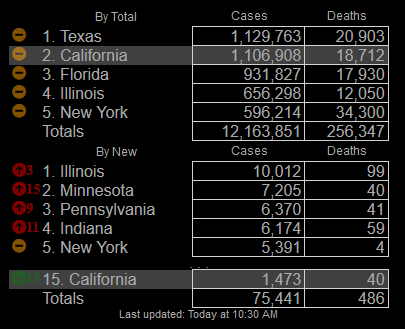 By Total Cases Deaths
1. Texas 1,129,763 20,903
2. California 1,106,908 18,712
3. Florida 931,827 17,930
4. Illinois 656,298 12,050
5. New York 596,214 34,300
Totals 12,163,851 256,347
By New Cases Deaths
3 1. Illinois 10,012 99
15 2. Minnesota 7,205 40
9 3. Pennsylvania 6,370 41
11 4. Indiana 6,174 59
5. New York 5,391 4
...
15. California 1,473 40
Totals 75,441 486
Last updated: Today at 10:30 AM